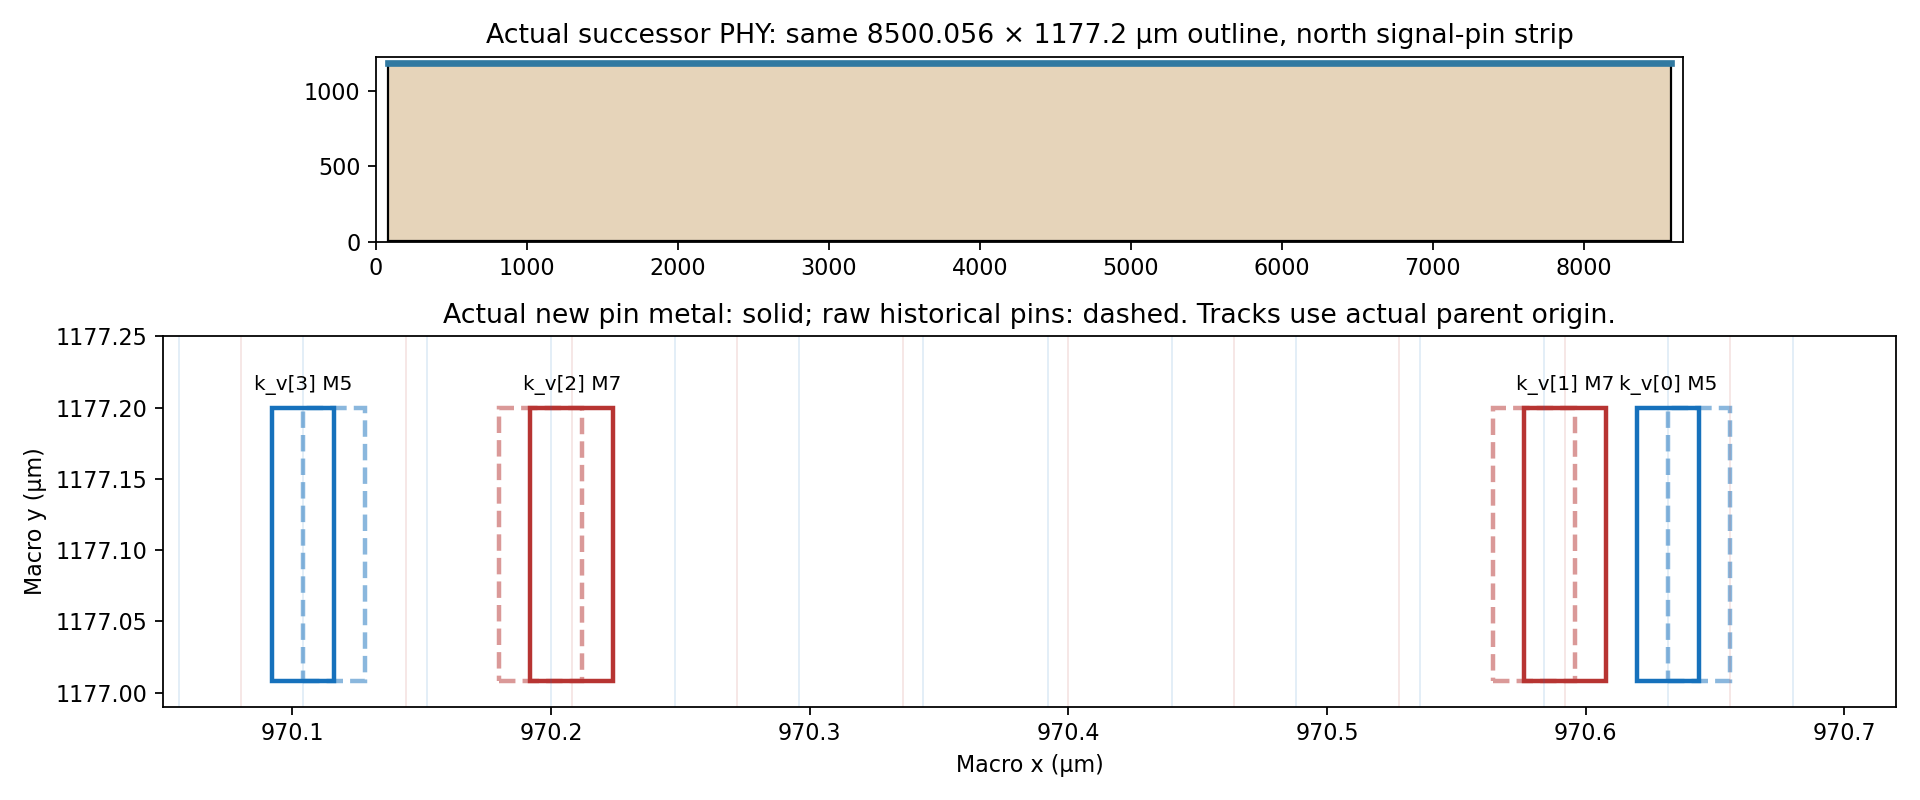 Actual successor PHY: same 8500.056 × 1177.2 μm outline, north signal-pin strip
1000
500
0
0 1000 2000 3000 4000 5000 6000 7000 8000
Actual new pin metal: solid; raw historical pins: dashed. Tracks use actual parent origin.
1177.25
k_v[3] M5 k_v[2] M7 k_v[1] M7 k_v[0] M5
1177.20
1177.15
1177.10
1177.05
1177.00
Macro y (μm)
970.1 970.2 970.3 970.4 970.5 970.6 970.7
Macro x (μm)